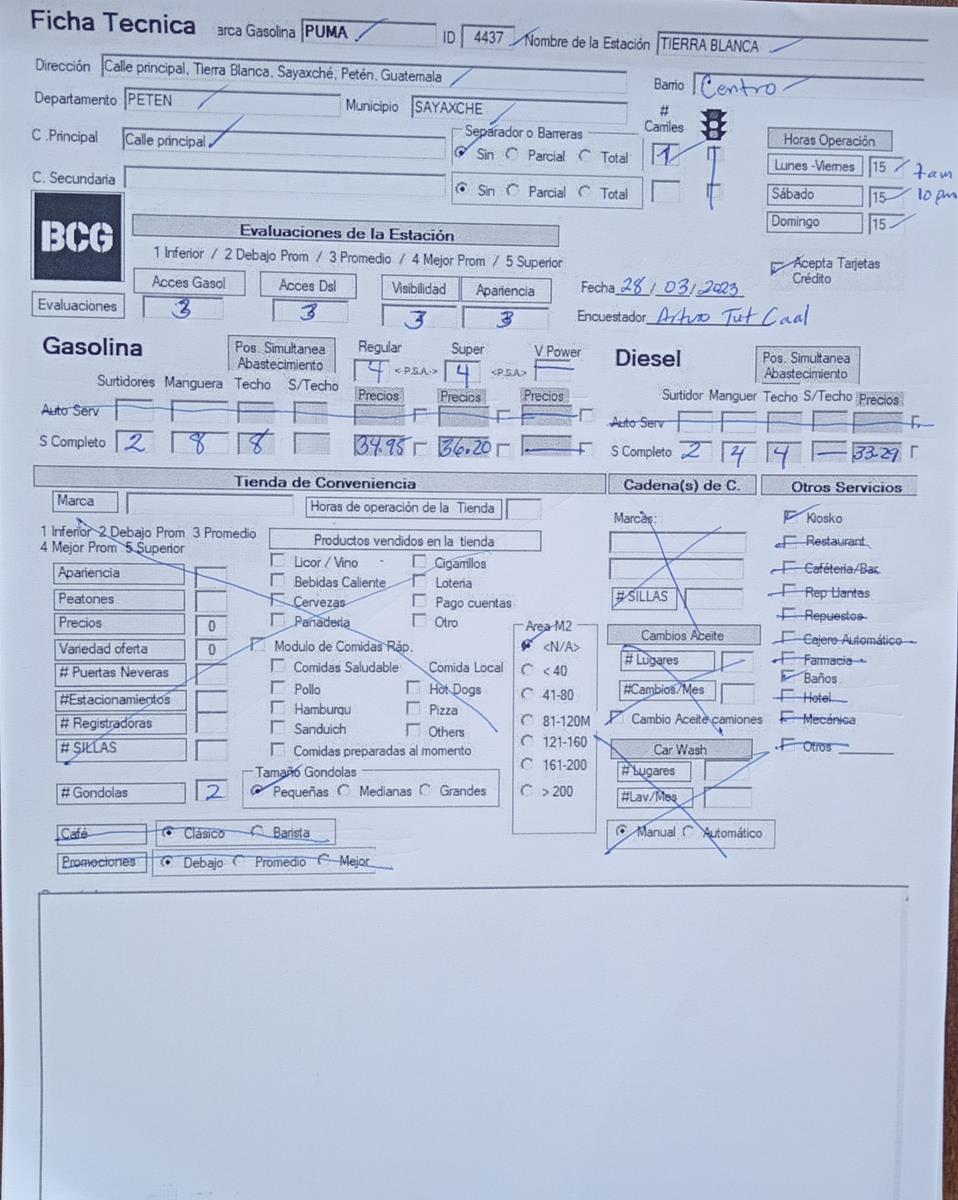 Ficha Tecnica arca Gasolina PUMA ID 4437 Nombre de la Estación TIERRA BLANCA
Dirección Calle principal, Tierra Blanca, Sayaxché, Petén, Guatemala Barrio Centro
Departamento PETEN Municipio SAYAXCHE # Carriles
C .Principal Calle principal Separador o Barreras Sin Parcial Total 1 Horas Operación
Lunes -Viernes 15 7am
C. Secundaria Sin Parcial Total Sábado 15 10 pm
Domingo 15
BCG
Evaluaciones de la Estación
1 Inferior / 2 Debajo Prom / 3 Promedio / 4 Mejor Prom / 5 Superior
Acepta Tarjetas Crédito
Acces Gasol Acces Dsl Visibilidad Apariencia Fecha 28/03/2023
Evaluaciones 3 3 3 3 Encuestador Arturo Tut Caal
Gasolina Pos. Simultanea Abastecimiento Regular Super V.Power Diesel Pos. Simultanea Abastecimiento
4 <-P.S.A.-> 4 <-P.S.A>
Surtidores Manguera Techo S/Techo Precios Precios Precios Surtidor Manguer Techo S/Techo Precios
Auto Serv Auto Serv
S Completo 2 8 8 34.95 36.20 S Completo 2 4 4 33.29
Tienda de Conveniencia Cadena(s) de C. Otros Servicios
Marca Horas de operación de la Tienda Marcas: Kiosko
1 Inferior 2 Debajo Prom 3 Promedio
4 Mejor Prom 5 Superior
Productos vendidos en la tienda Restaurant
Licor / Vino Cigarrillos Caféteria/Bar
Apariencia Bebidas Caliente Loteria Rep Llantas
Peatones Cervezas Pago cuentas # SILLAS Repuestos
Precios 0 Panaderia Otro Area M2 Cambios Aceite Cajero Automático
Variedad oferta 0 Modulo de Comidas Ráp. <N/A> # Lugares Farmacia
# Puertas Neveras Comidas Saludable Comida Local < 40 Baños
#Estacionamientos Pollo Hot Dogs 41-80 #Cambios/Mes Hotel
# Registradoras Hamburqu Pizza 81-120M Cambio Aceite camiones Mecánica
# SILLAS Sanduich Others 121-160 Car Wash Otros
Comidas preparadas al momento 161-200 # Lugares
# Gondolas 2 Tamaño Gondolas Pequeñas Medianas Grandes > 200 #Lav/Mes
Café Clásico Barista Manual Automático
Promociones Debajo Promedio Mejor